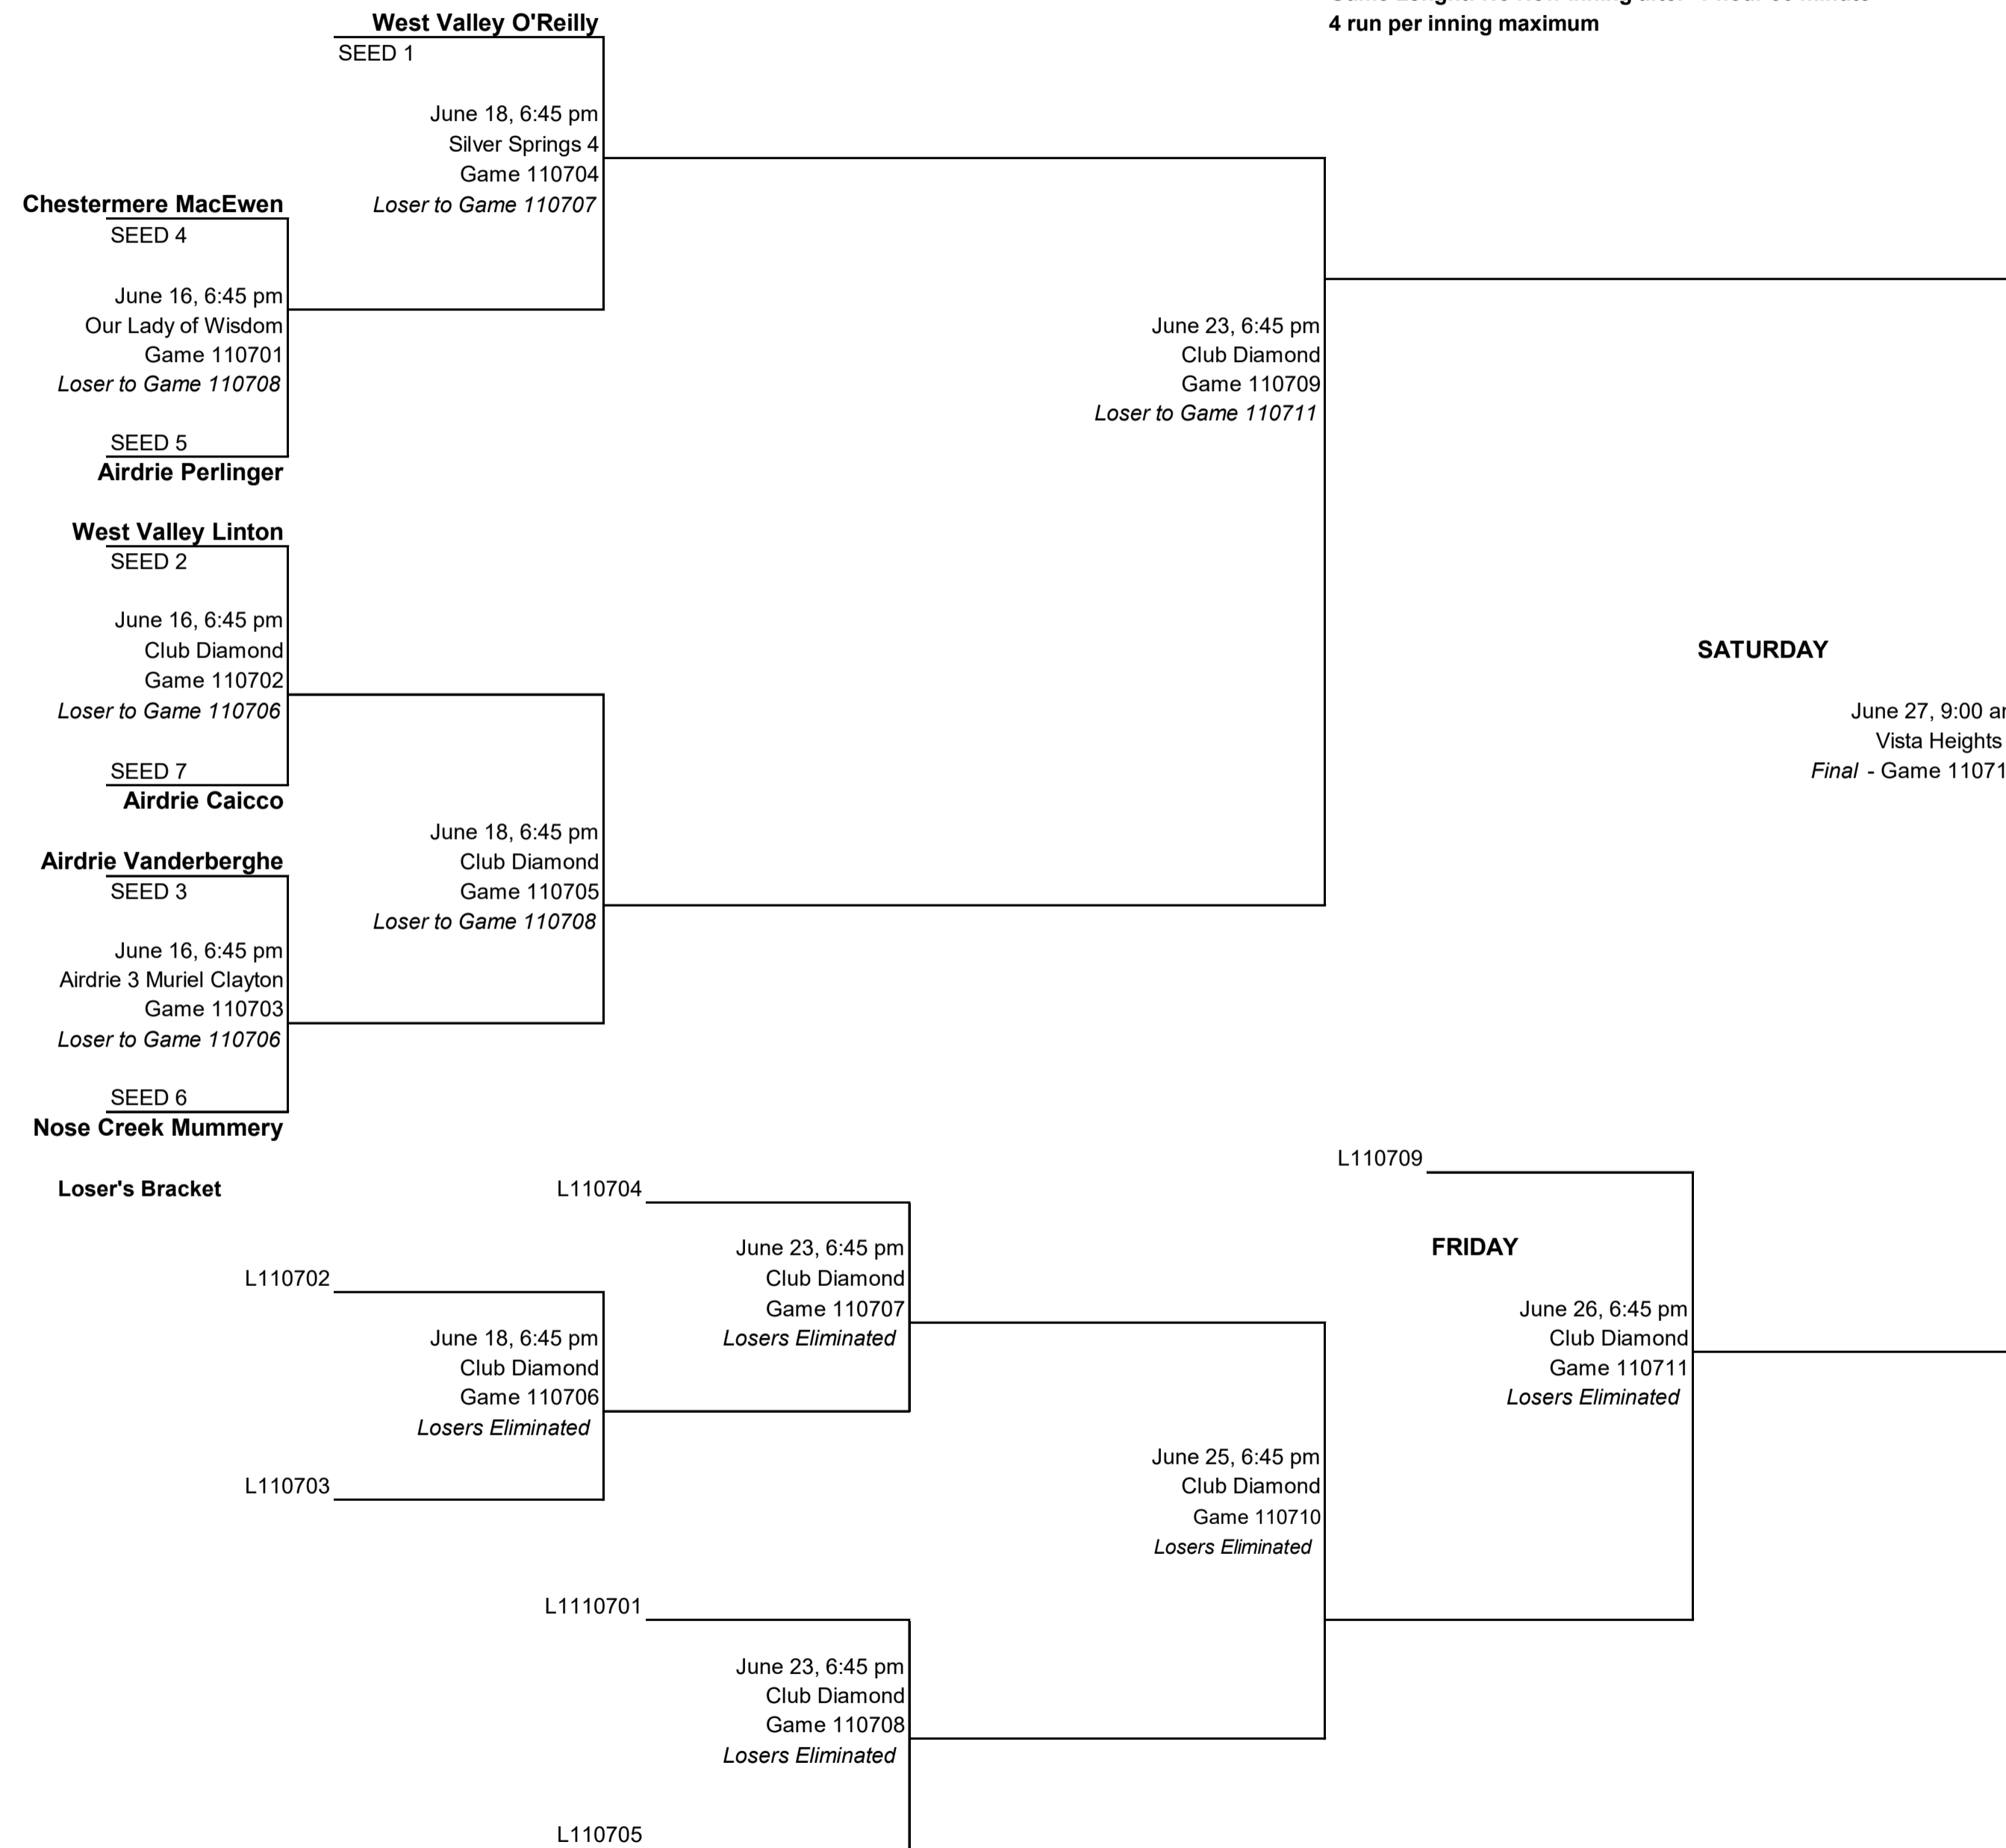 West Valley O'Reilly
4 run per inning maximum
SEED 1
June 18, 6:45 pm
Silver Springs 4
Game 110704
Loser to Game 110707
Chestermere MacEwen
SEED 4
June 16, 6:45 pm
Our Lady of Wisdom
Game 110701
Loser to Game 110708
SEED 5
Airdrie Perlinger
June 23, 6:45 pm
Club Diamond
Game 110709
Loser to Game 110711
West Valley Linton
SEED 2
June 16, 6:45 pm
Club Diamond
Game 110702
Loser to Game 110706
SEED 7
Airdrie Caicco
SATURDAY
June 27, 9:00 a
Vista Heights
Final - Game 11071
June 18, 6:45 pm
Club Diamond
Game 110705
Loser to Game 110708
Airdrie Vanderberghe
SEED 3
June 16, 6:45 pm
Airdrie 3 Muriel Clayton
Game 110703
Loser to Game 110706
SEED 6
Nose Creek Mummery
Loser's Bracket
L110704
L110709
June 23, 6:45 pm
Club Diamond
Game 110707
Losers Eliminated
FRIDAY
L110702
June 18, 6:45 pm
Club Diamond
Game 110706
Losers Eliminated
L110703
June 26, 6:45 pm
Club Diamond
Game 110711
Losers Eliminated
June 25, 6:45 pm
Club Diamond
Game 110710
Losers Eliminated
L1110701
June 23, 6:45 pm
Club Diamond
Game 110708
Losers Eliminated
L110705